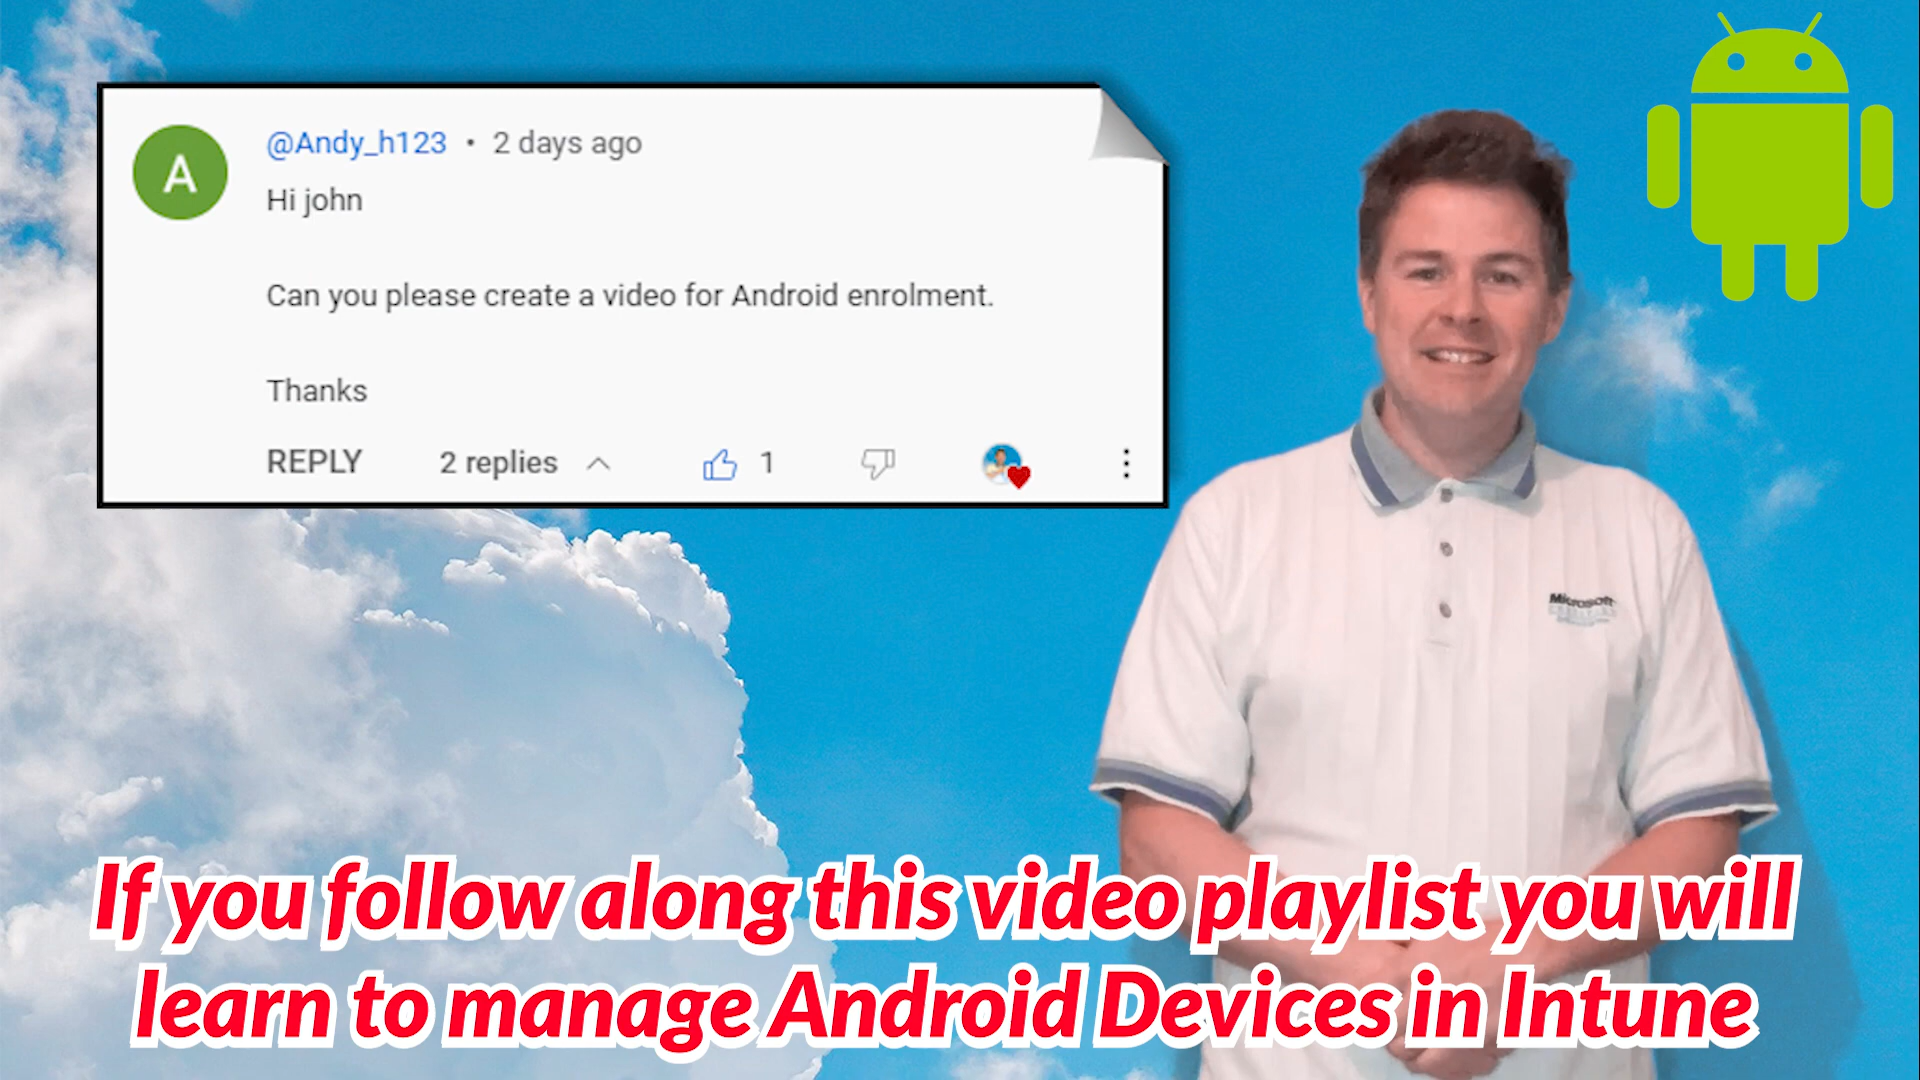 A
@Andy_h123 • 2 days ago
Hi john
Can you please create a video for Android enrolment.
Thanks
REPLY 2 replies 1
Microsoft
If you follow along this video playlist you will
learn to manage Android Devices in Intune